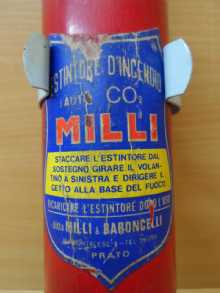 ESTINTORE D'INCENDIO
AUTO CO2
MILLI
STACCARE L'ESTINTORE DAL
SOSTEGNO GIRARE IL VOLAN-
TINO A SINISTRA E DIRIGERE IL
GETTO ALLA BASE DEL FUOCO
RICARICARE L'ESTINTORE DOPO L'USO
MILLI & BABONCELLI
PRATO